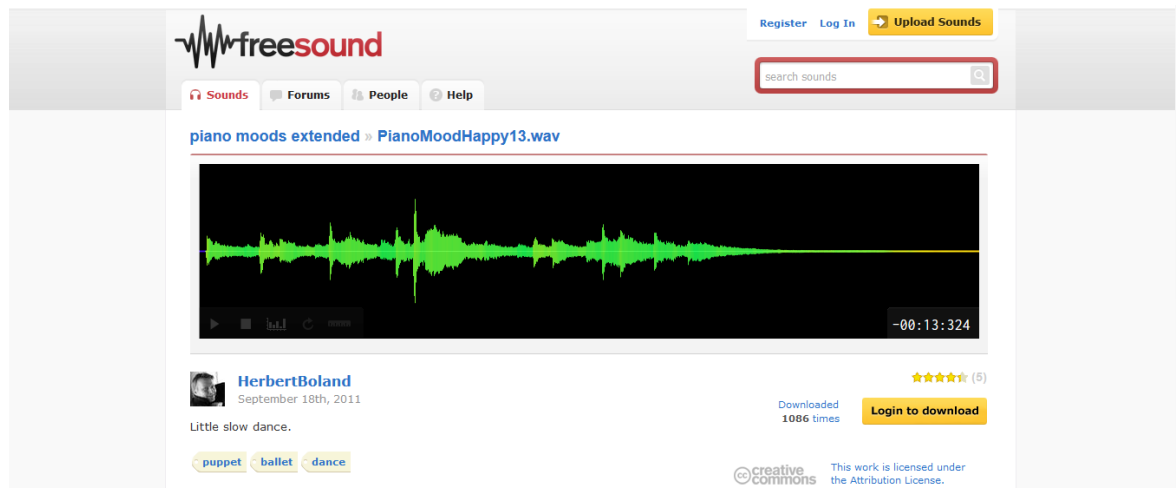 freesound
Register Log In Upload Sounds
search sounds
Sounds Forums People Help
piano moods extended » PianoMoodHappy13.wav
-00:13:324
HerbertBoland
September 18th, 2011
(5)
Little slow dance.
Downloaded
1086 times
Login to download
puppet ballet dance
cc creative commons
This work is licensed under
the Attribution License.